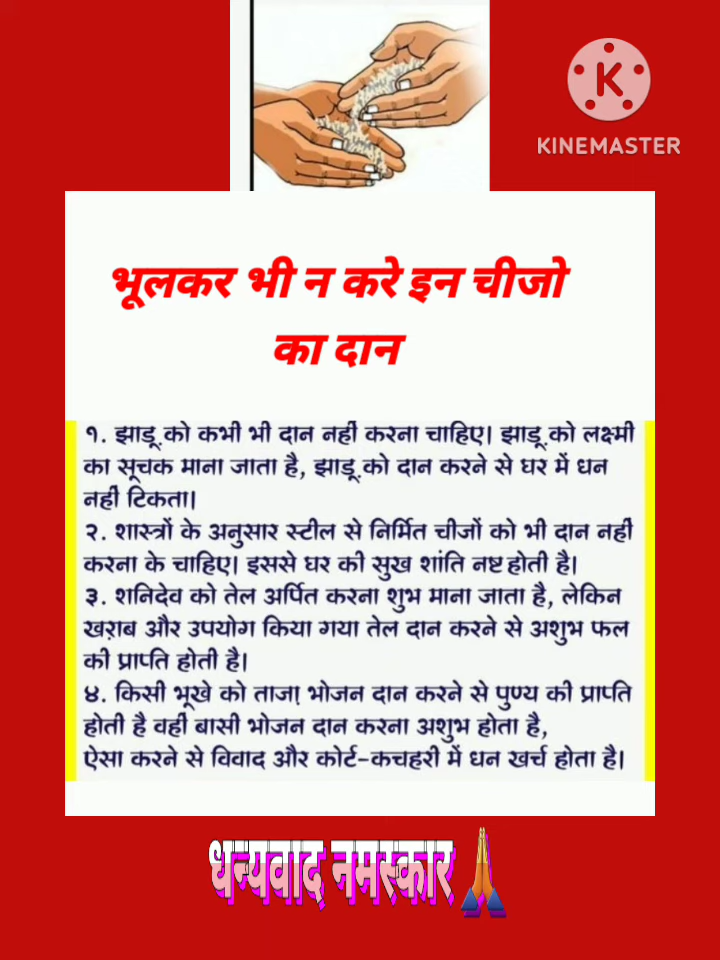 KINEMASTER
भूलकर भी न करे इन चीजो
का दान
१. झाडू को कभी भी दान नहीं करना चाहिए। झाडू को लक्ष्मी
का सूचक माना जाता है, झाडू को दान करने से घर में धन
नहीं टिकता।
२. शास्त्रों के अनुसार स्टील से निर्मित चीजों को भी दान नहीं
करना के चाहिए। इससे घर की सुख शांति नष्ट होती है।
३. शनिदेव को तेल अर्पित करना शुभ माना जाता है, लेकिन
खऱाब और उपयोग किया गया तेल दान करने से अशुभ फल
की प्राप्ति होती है।
४. किसी भूखे को ताजा़ भोजन दान करने से पुण्य की प्राप्ति
होती है वहीं बासी भोजन दान करना अशुभ होता है,
ऐसा करने से विवाद और कोर्ट-कचहरी में धन खर्च होता है।
धन्यवाद नमस्कार🙏